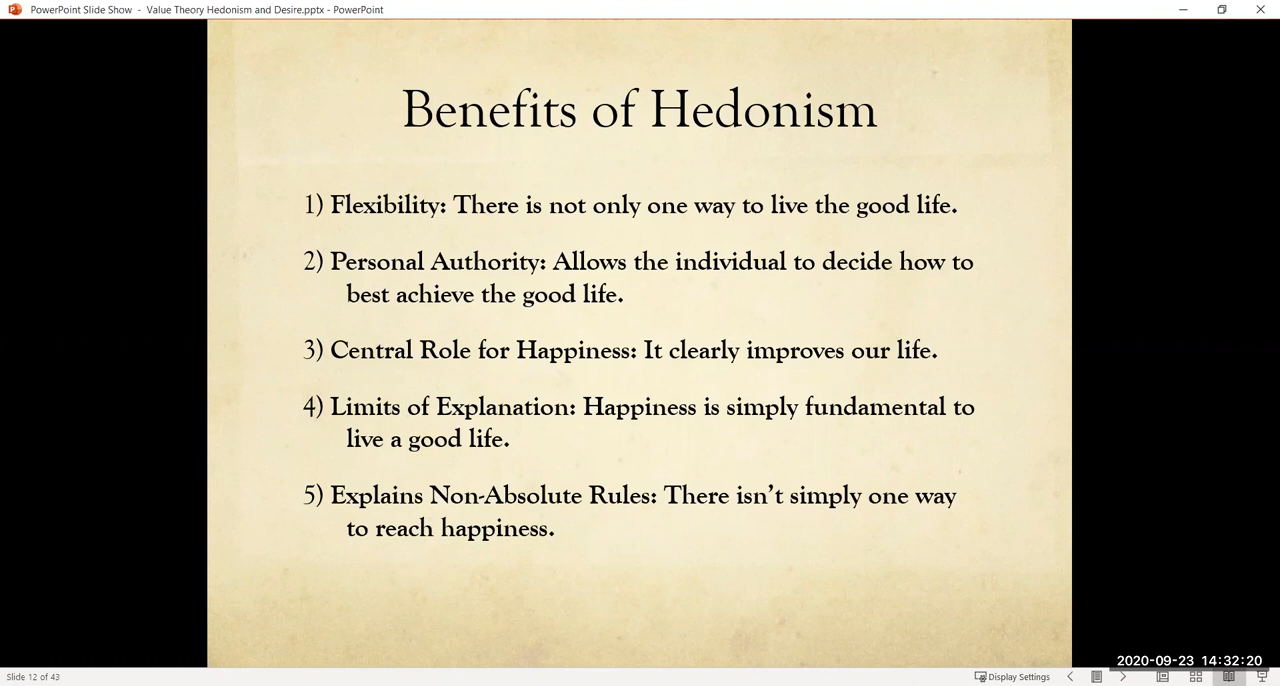 PowerPoint Slide Show - Value Theory Hedonism and Desire.pptx - PowerPoint
Benefits of Hedonism
1) Flexibility: There is not only one way to live the good life.
2) Personal Authority: Allows the individual to decide how to
best achieve the good life.
3) Central Role for Happiness: It clearly improves our life.
4) Limits of Explanation: Happiness is simply fundamental to
live a good life.
5) Explains Non-Absolute Rules: There isn't simply one way
to reach happiness.
2020-09-23 14:32:20
Slide 12 of 43
Display Settings